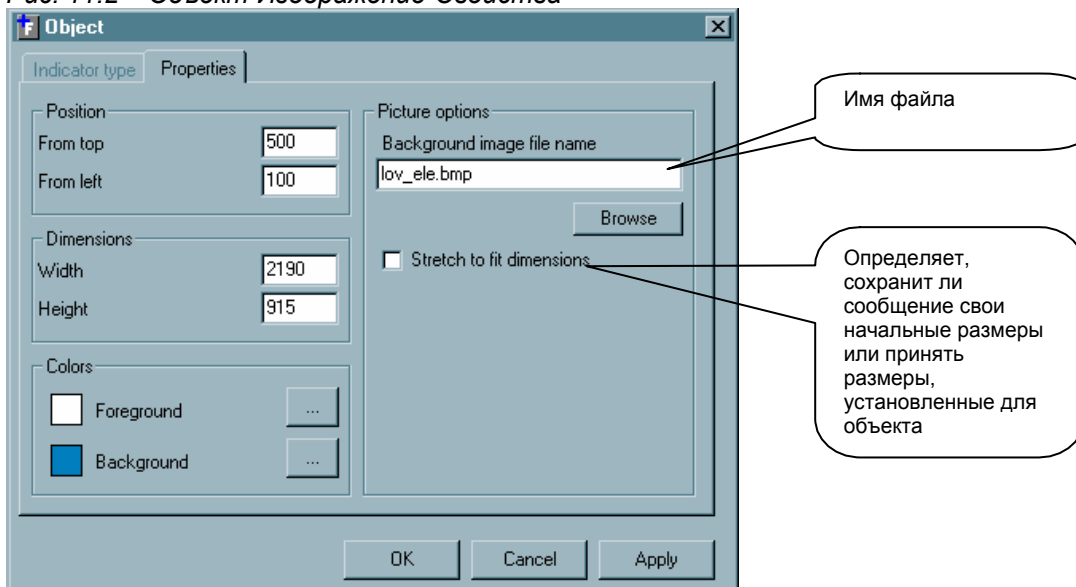 Рис. 11.2 Объект Изображение Свойства
Object
Indicator type
Properties
Position
From top 500
From left 100
Dimensions
Width 2190
Height 915
Colors
Foreground ...
Background ...
Picture options
Background image file name
lov_ele.bmp
Browse
Stretch to fit dimensions
OK Cancel Apply
Имя файла
Определяет,
сохранит ли
сообщение свои
начальные размеры
или принять
размеры,
установленные для
объекта